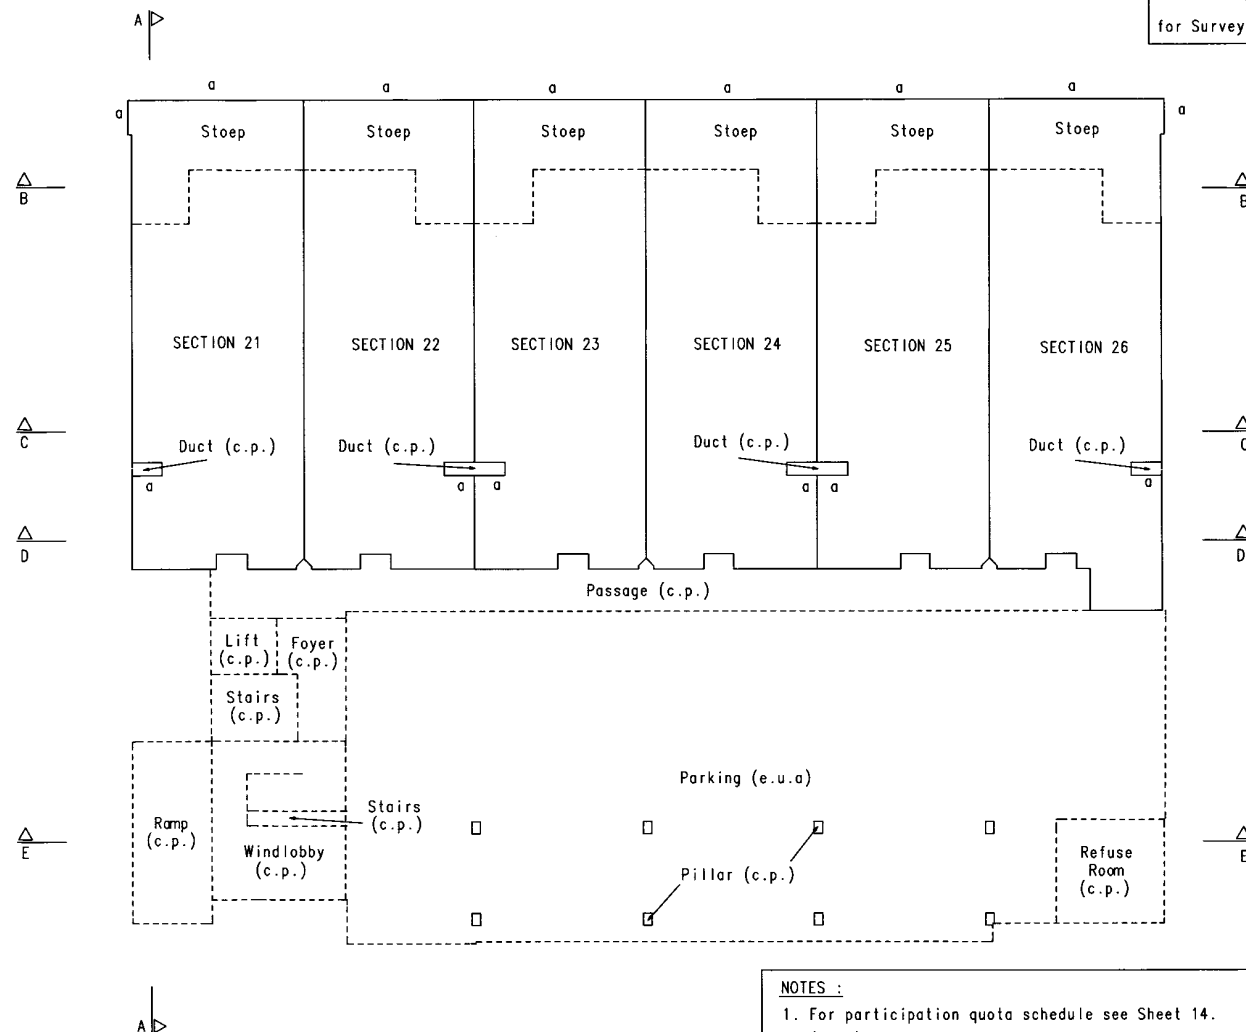 A
for Survey
a a a a a a
a a
Stoep Stoep Stoep Stoep Stoep Stoep
B B
SECTION 21 SECTION 22 SECTION 23 SECTION 24 SECTION 25 SECTION 26
C C
Duct (c.p.) Duct (c.p.) Duct (c.p.) Duct (c.p.)
a a a a a a
D D
Passage (c.p.)
Lift
(c.p.)
Foyer
(c.p.)
Stairs
(c.p.)
Parking (e.u.a)
Stairs
(c.p.)
Ramp
(c.p.)
E E
Windlobby
(c.p.)
Pillar (c.p.)
Refuse
Room
(c.p.)
NOTES :
1. For participation quota schedule see Sheet 14.
A